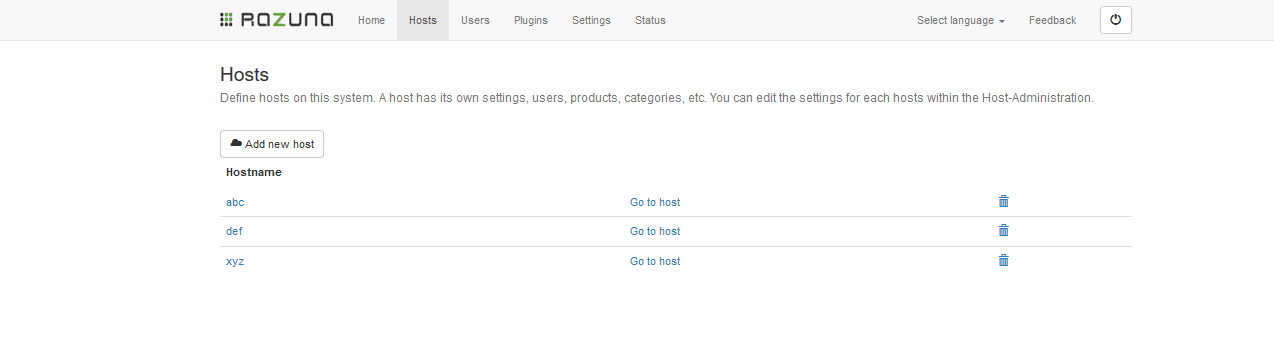 RAZUNA Home Hosts Users Plugins Settings Status Select language Feedback
Hosts
Define hosts on this system. A host has its own settings, users, products, categories, etc. You can edit the settings for each hosts within the Host-Administration.
Add new host
Hostname
abc Go to host
def Go to host
xyz Go to host